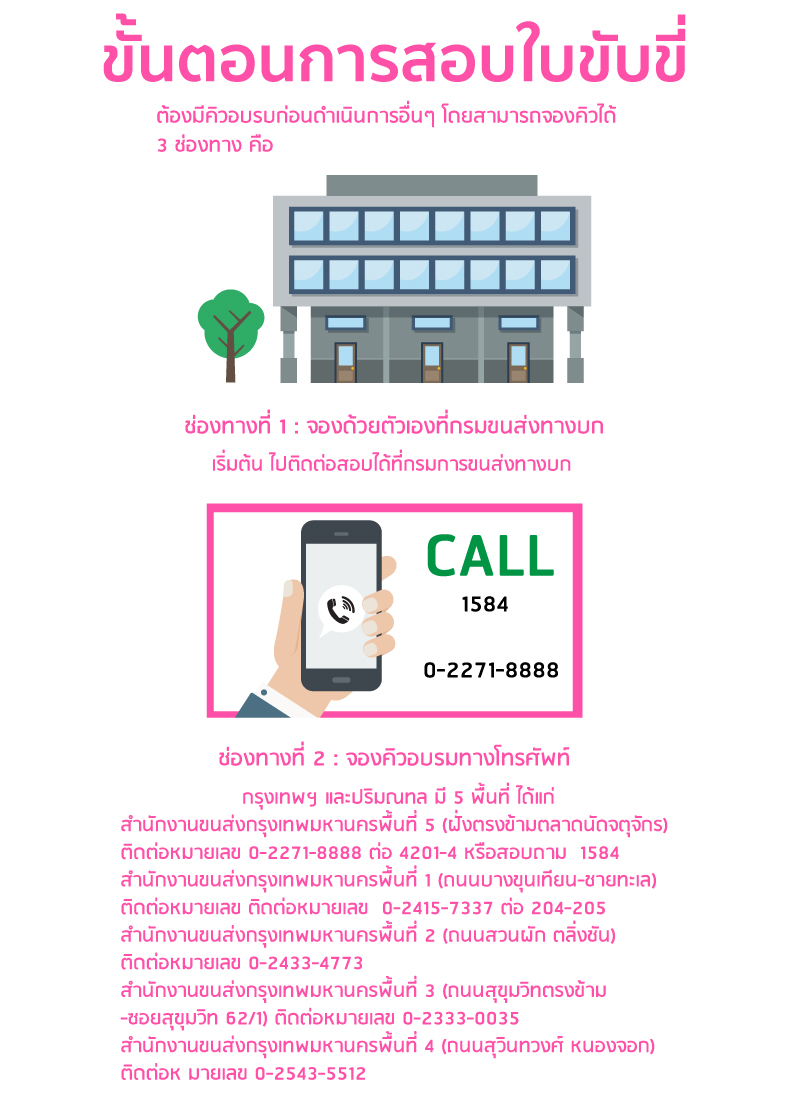 ขั้นตอนการสอบใบขับขี่
ต้องมีคิวอบรบก่อนดำเนินการอื่นๆ โดยสามารถจองคิวได้
3 ช่องทาง คือ
ช่องทางที่ 1 : จองด้วยตัวเองที่กรมขนส่งทางบก
เริ่มต้น ไปติดต่อสอบได้ที่กรมการขนส่งทางบก
CALL
1584
0-2271-8888
ช่องทางที่ 2 : จองคิวอบรมทางโทรศัพท์
กรุงเทพฯ และปริมณฑล มี 5 พื้นที่ ได้แก่
สำนักงานขนส่งกรุงเทพมหานครพื้นที่ 5 (ฝั่งตรงข้ามตลาดนัดจตุจักร)
ติดต่อหมายเลข 0-2271-8888 ต่อ 4201-4 หรือสอบถาม 1584
สำนักงานขนส่งกรุงเทพมหานครพื้นที่ 1 (ถนนบางขุนเทียน-ชายทะเล)
ติดต่อหมายเลข ติดต่อหมายเลข 0-2415-7337 ต่อ 204-205
สำนักงานขนส่งกรุงเทพมหานครพื้นที่ 2 (ถนนสวนผัก ตลิ่งชัน)
ติดต่อหมายเลข 0-2433-4773
สำนักงานขนส่งกรุงเทพมหานครพื้นที่ 3 (ถนนสุขุมวิทตรงข้าม
-ซอยสุขุมวิท 62/1) ติดต่อหมายเลข 0-2333-0035
สำนักงานขนส่งกรุงเทพมหานครพื้นที่ 4 (ถนนสุวินทวงศ์ หนองจอก)
ติดต่อห มายเลข 0-2543-5512